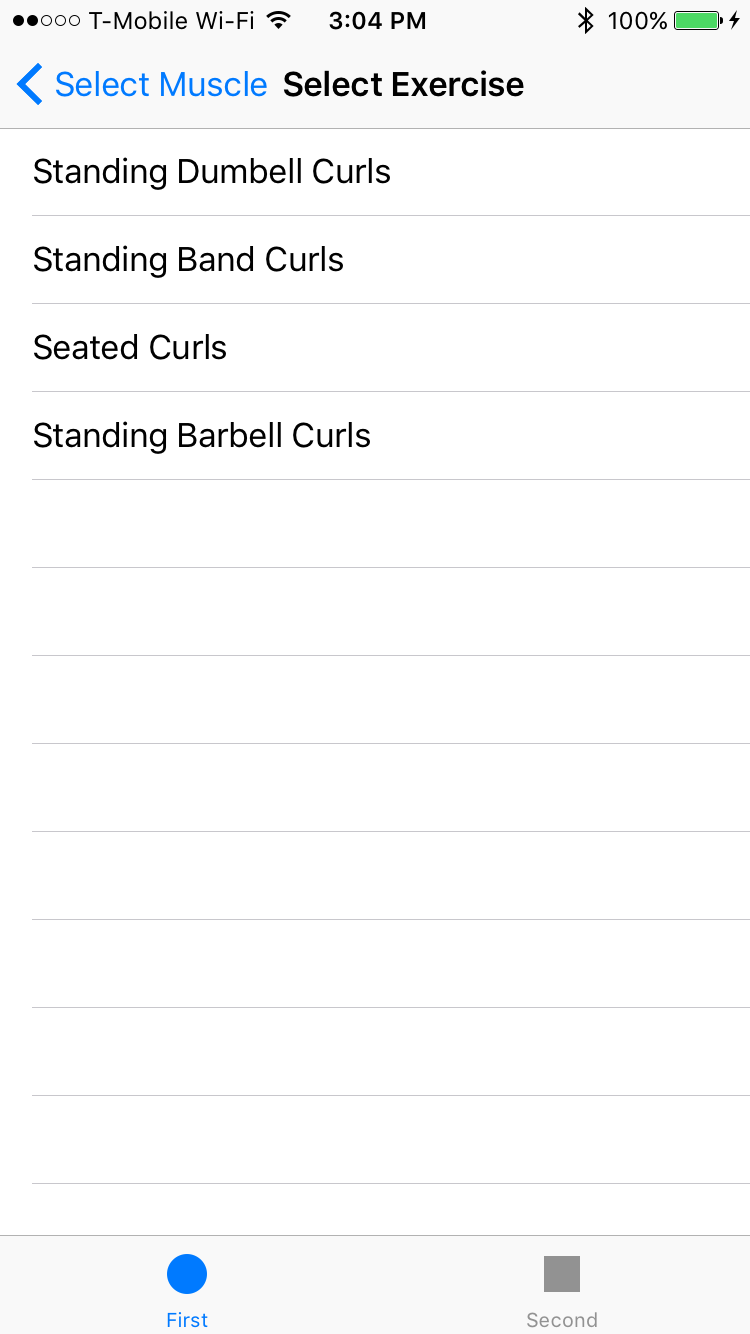 T-Mobile Wi-Fi 3:04 PM 100%
Select Muscle Select Exercise
Standing Dumbell Curls
Standing Band Curls
Seated Curls
Standing Barbell Curls
First Second